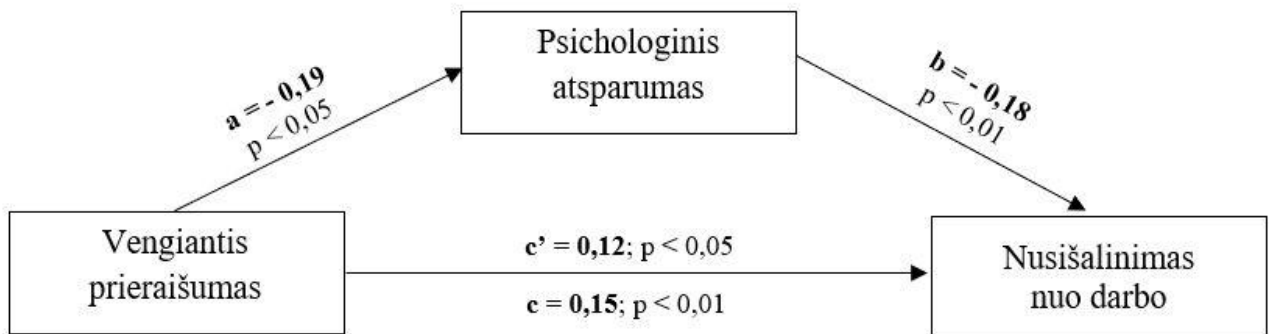 Psichologinis
atsparumas
a = - 0,19
p < 0,05
b = - 0,18
p < 0,01
Vengiantis
prieraišumas
c’ = 0,12; p < 0,05
c = 0,15; p < 0,01
Nusišalinimas
nuo darbo